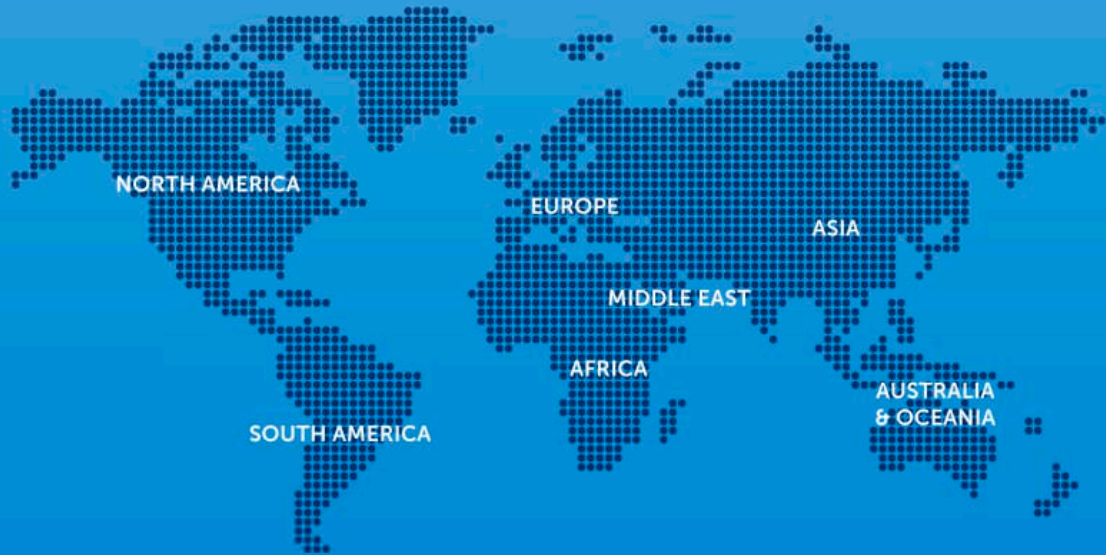 NORTH AMERICA
EUROPE
ASIA
MIDDLE EAST
AFRICA
AUSTRALIA
& OCEANIA
SOUTH AMERICA